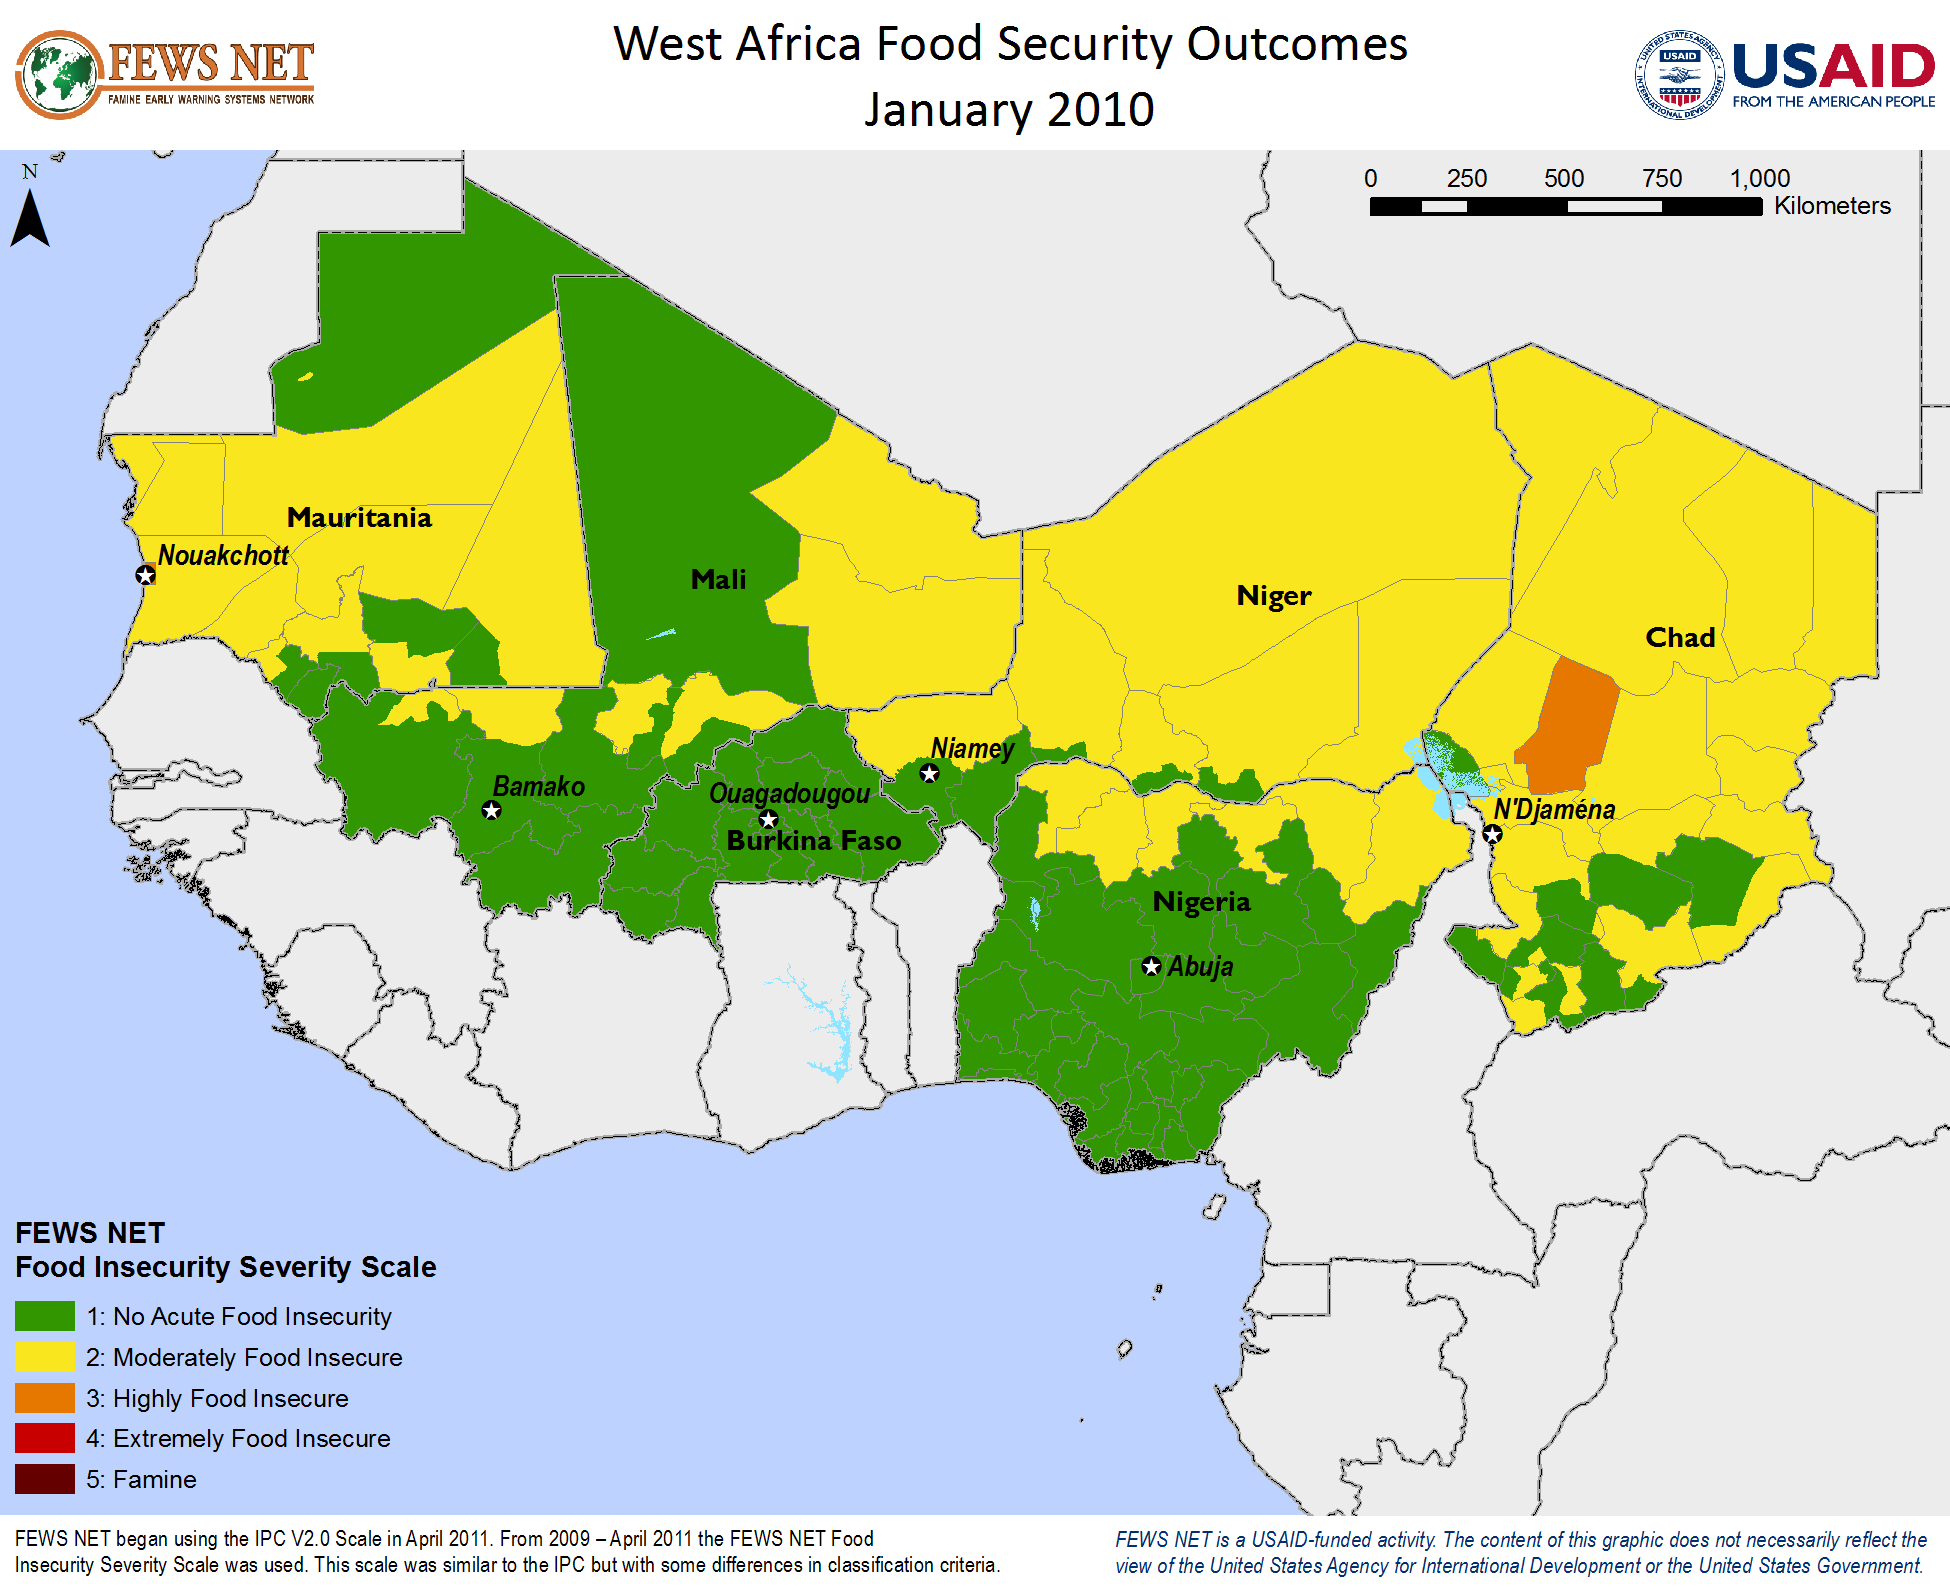 FEWS NET
FAMINE EARLY WARNING SYSTEMS NETWORK
West Africa Food Security Outcomes
January 2010
UNITED STATES AGENCY
USAID
INTERNATIONAL DEVELOPMENT
USAID
FROM THE AMERICAN PEOPLE
N
0 250 500 750 1,000
Kilometers
Mauritania
Nouakchott
Mali
Niger
Chad
Niamey
Bamako
Ouagadougou
Burkina Faso
N'Djaména
Nigeria
Abuja
FEWS NET
Food Insecurity Severity Scale
1: No Acute Food Insecurity
2: Moderately Food Insecure
3: Highly Food Insecure
4: Extremely Food Insecure
5: Famine
FEWS NET began using the IPC V2.0 Scale in April 2011. From 2009 – April 2011 the FEWS NET Food
Insecurity Severity Scale was used. This scale was similar to the IPC but with some differences in classification criteria.
FEWS NET is a USAID-funded activity. The content of this graphic does not necessarily reflect the
view of the United States Agency for International Development or the United States Government.